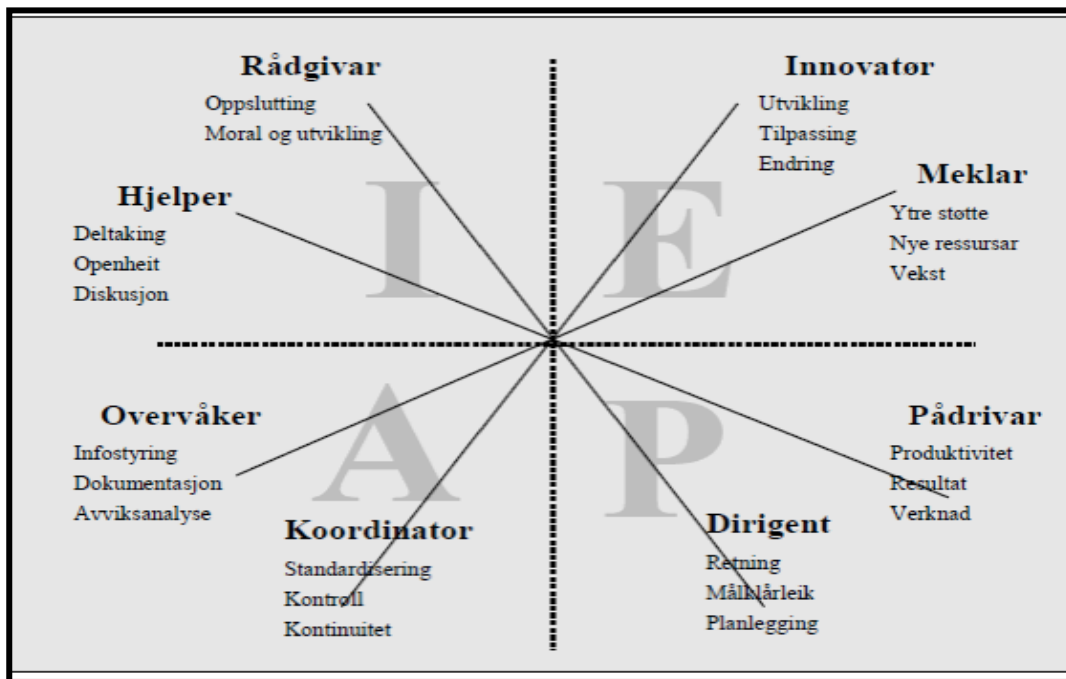 Rådgivar
Oppslutting
Moral og utvikling
Innovatør
Utvikling
Tilpassing
Endring
Hjelper
Deltaking
Openheit
Diskusjon
Meklar
Ytre støtte
Nye ressursar
Vekst
I
E
A
P
Overvåker
Infostyring
Dokumentasjon
Avviksanalyse
Koordinator
Standardisering
Kontroll
Kontinuitet
Dirigent
Retning
Målklårleik
Planlegging
Pådrivar
Produktivitet
Resultat
Verknad